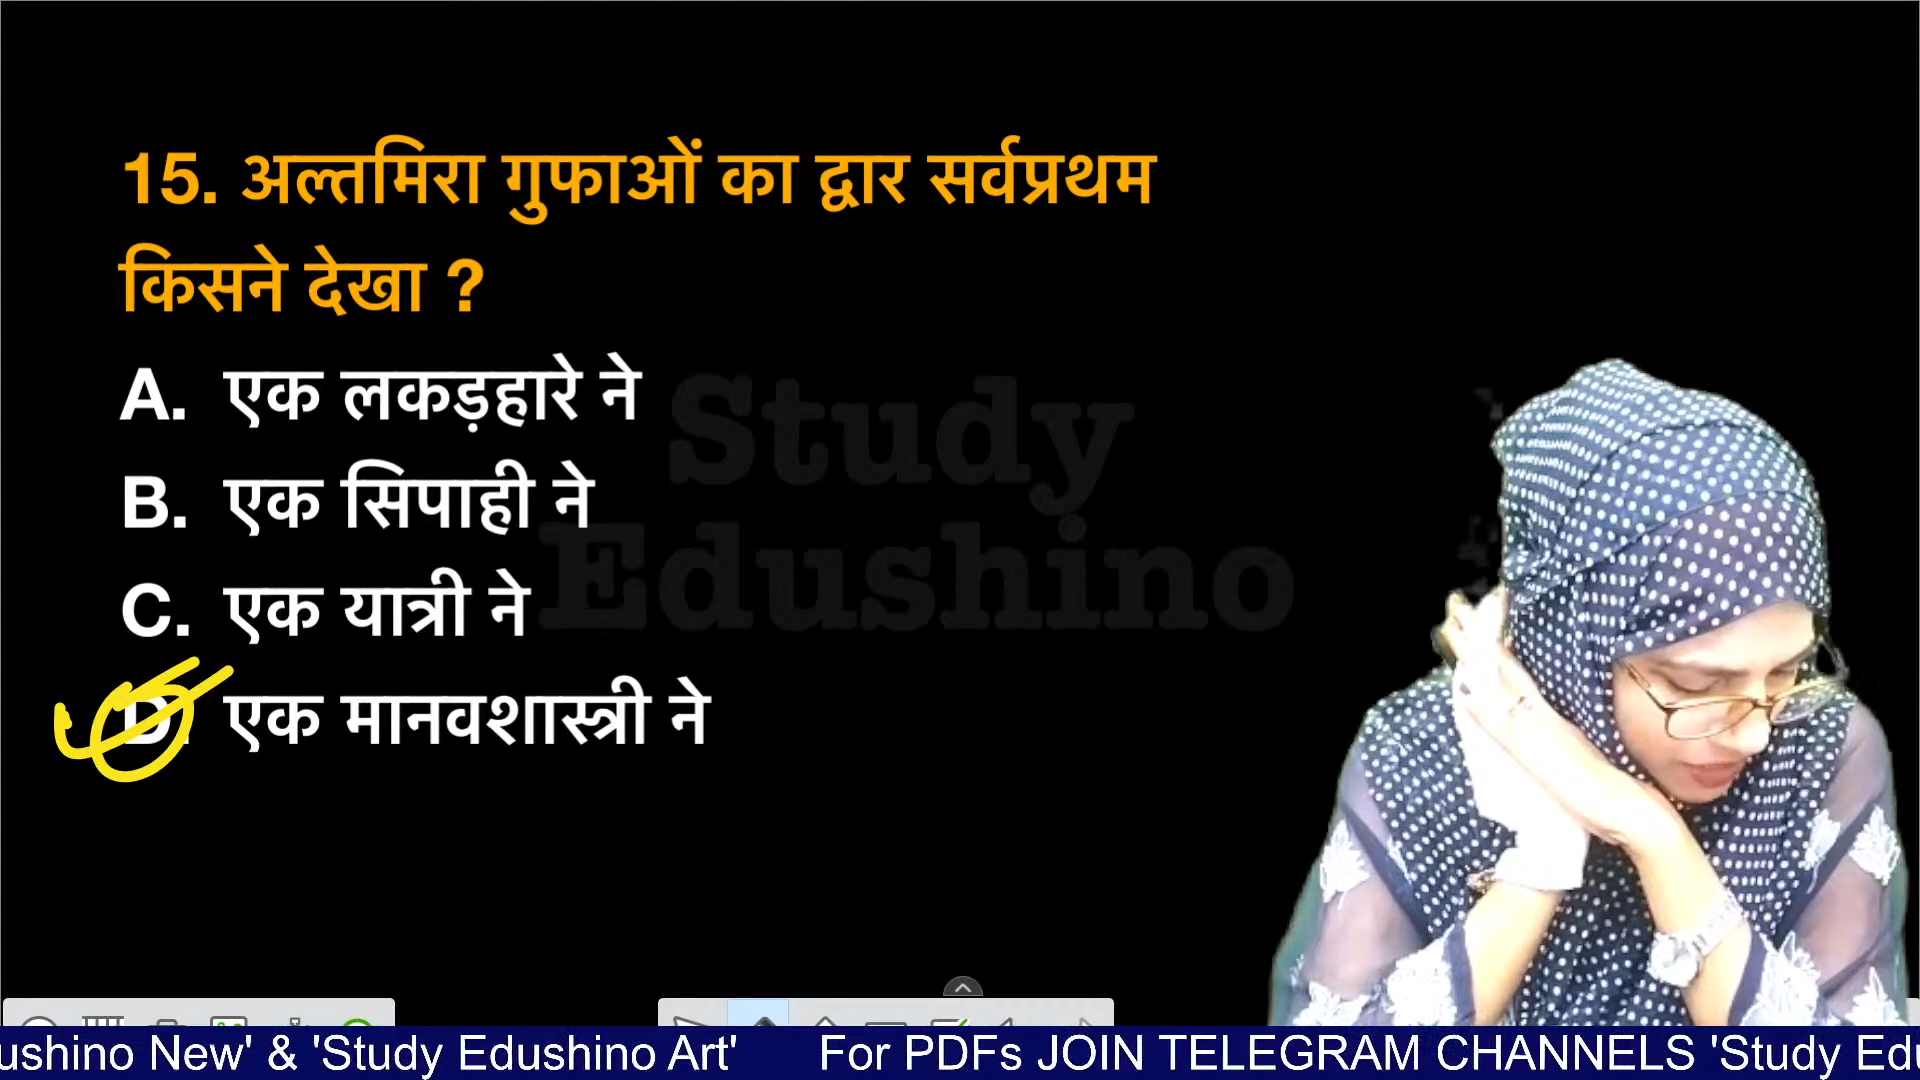 15. अल्तमिरा गुफाओं का द्वार सर्वप्रथम
किसने देखा ?
A. एक लकड़हारे ने
B. एक सिपाही ने
C. एक यात्री ने
D. एक मानवशास्त्री ने
Study
Edushino
ushino New' & 'Study Edushino Art' For PDFs JOIN TELEGRAM CHANNELS 'Study Edu